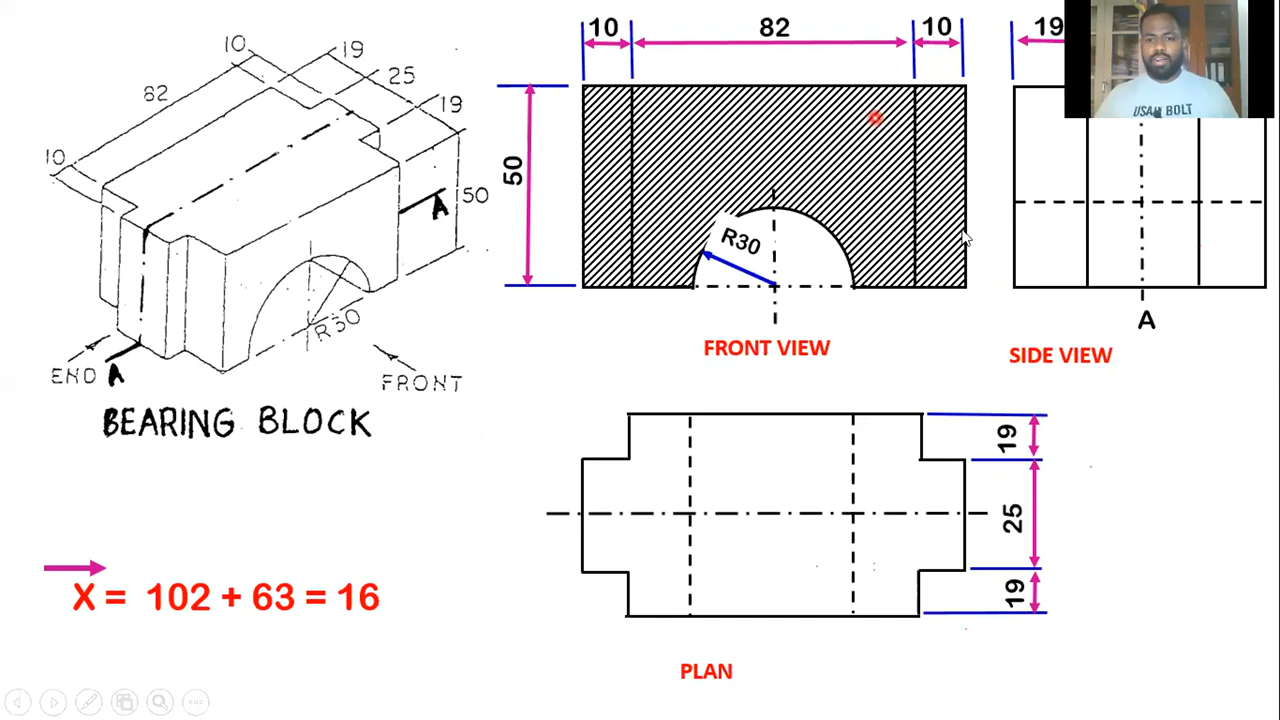 10
19
82
25
19
10
50
A
R30
END A
FRONT
BEARING BLOCK
X = 102 + 63 = 16
10 82 10
50
R30
FRONT VIEW
19
USAIN BOLT
A
SIDE VIEW
19
25
19
PLAN